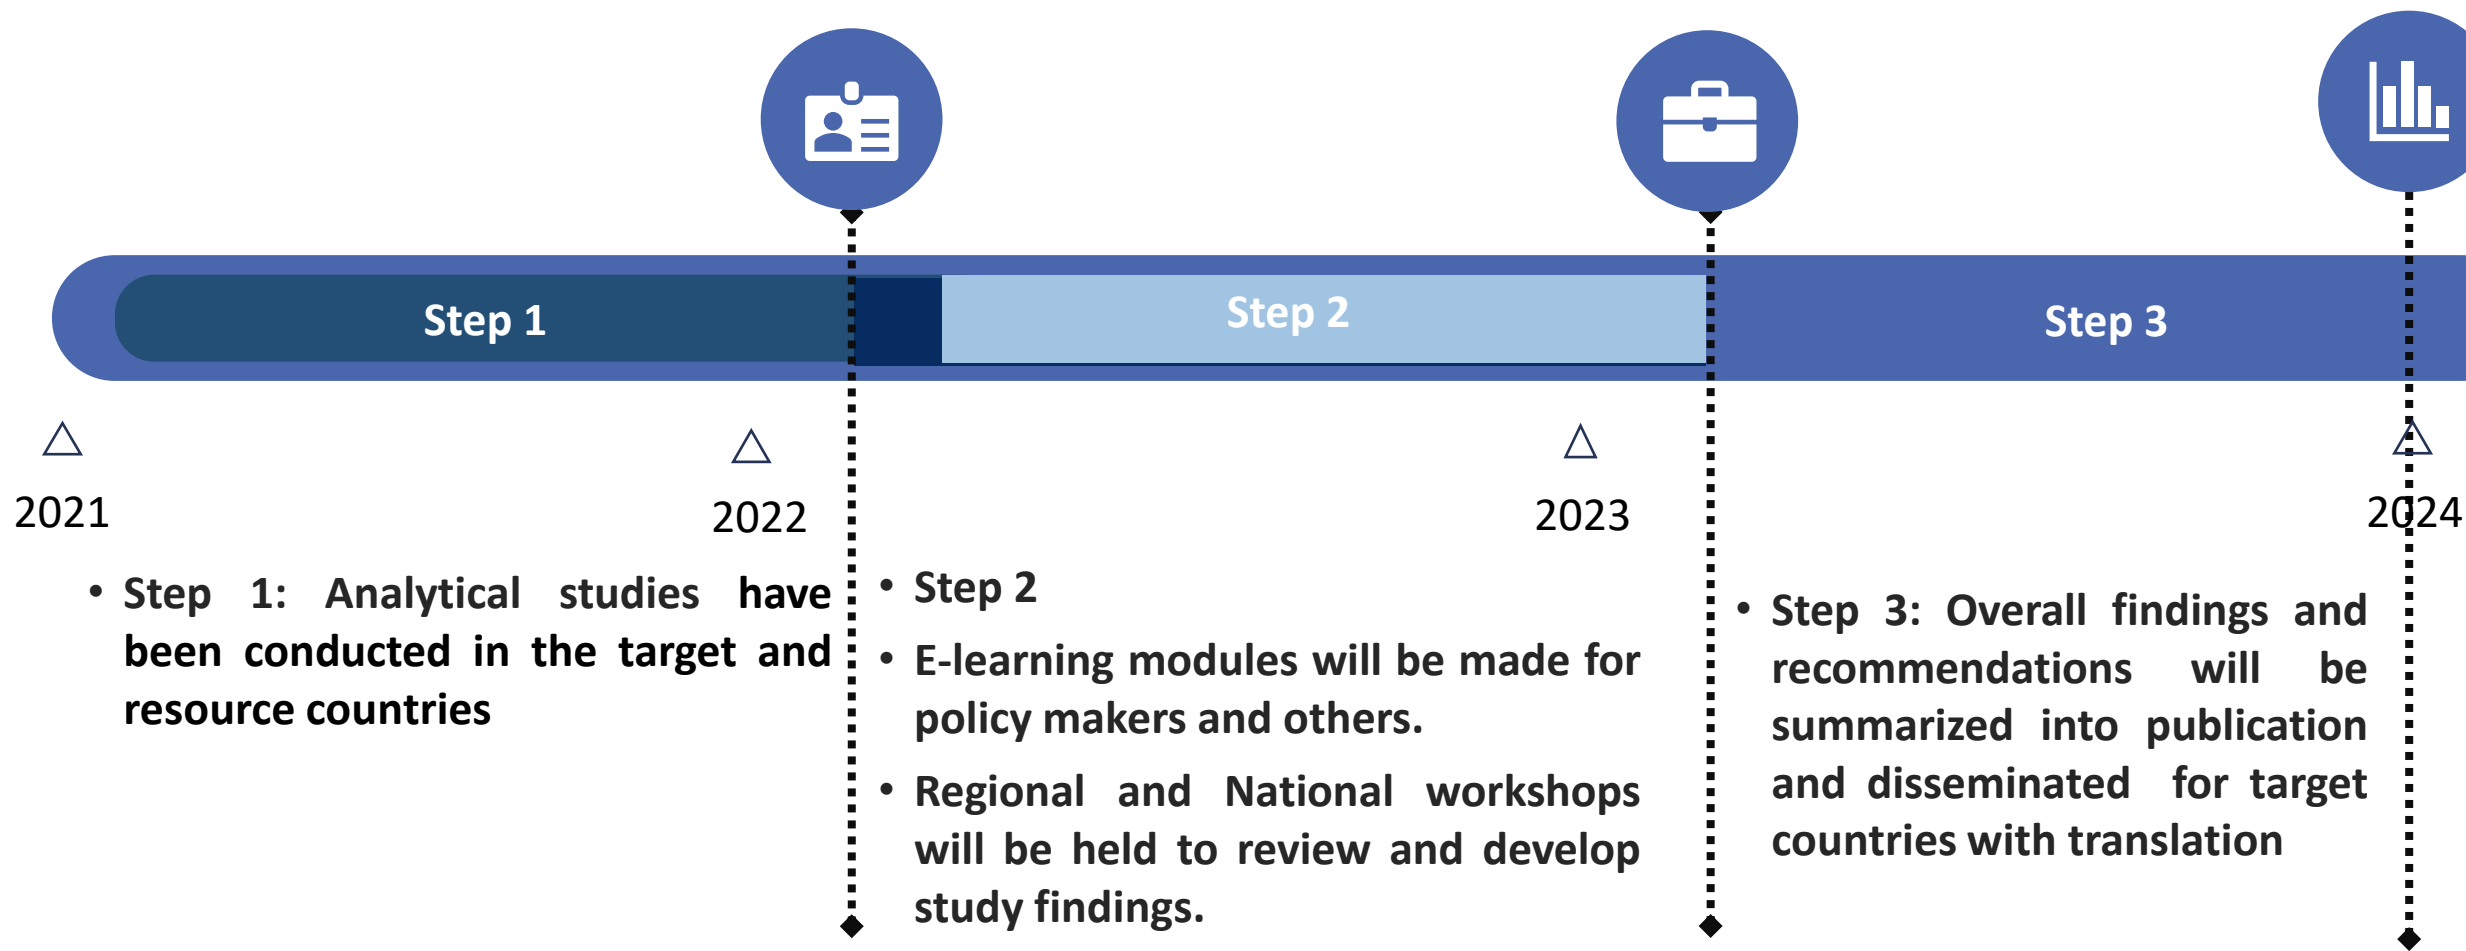 Step 1
Step 2
Step 3
2021
2022
2023
2024
• Step 1: Analytical studies have
been conducted in the target and
resource countries
• Step 2
• E-learning modules will be made for
policy makers and others.
• Regional and National workshops
will be held to review and develop
study findings.
• Step 3: Overall findings and
recommendations will be
summarized into publication
and disseminated for target
countries with translation